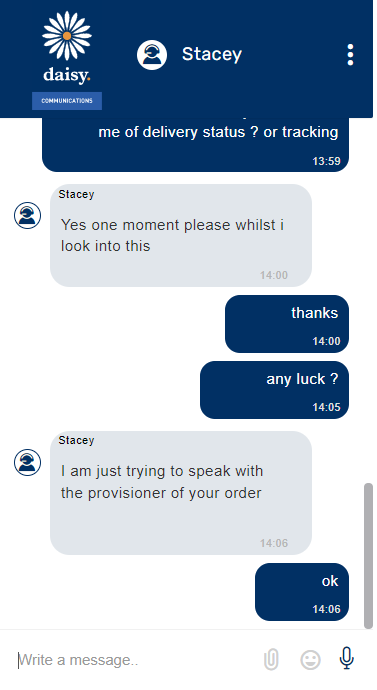 daisy.
COMMUNICATIONS
Stacey
me of delivery status ? or tracking
13:59
Stacey
Yes one moment please whilst i
look into this
14:00
thanks
14:00
any luck ?
14:05
Stacey
I am just trying to speak with
the provisioner of your order
14:06
ok
14:06
Write a message..